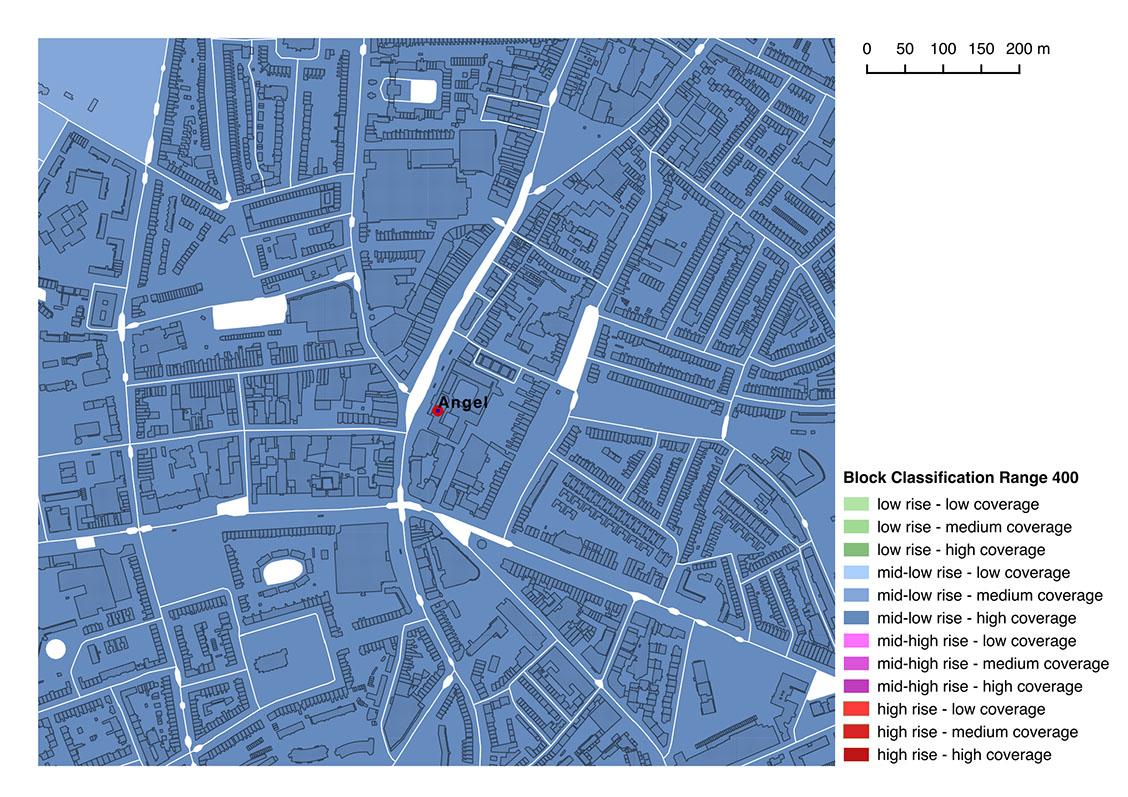 0 50 100 150 200 m
Angel
Block Classification Range 400
low rise - low coverage
low rise - medium coverage
low rise - high coverage
mid-low rise - low coverage
mid-low rise - medium coverage
mid-low rise - high coverage
mid-high rise - low coverage
mid-high rise - medium coverage
mid-high rise - high coverage
high rise - low coverage
high rise - medium coverage
high rise - high coverage